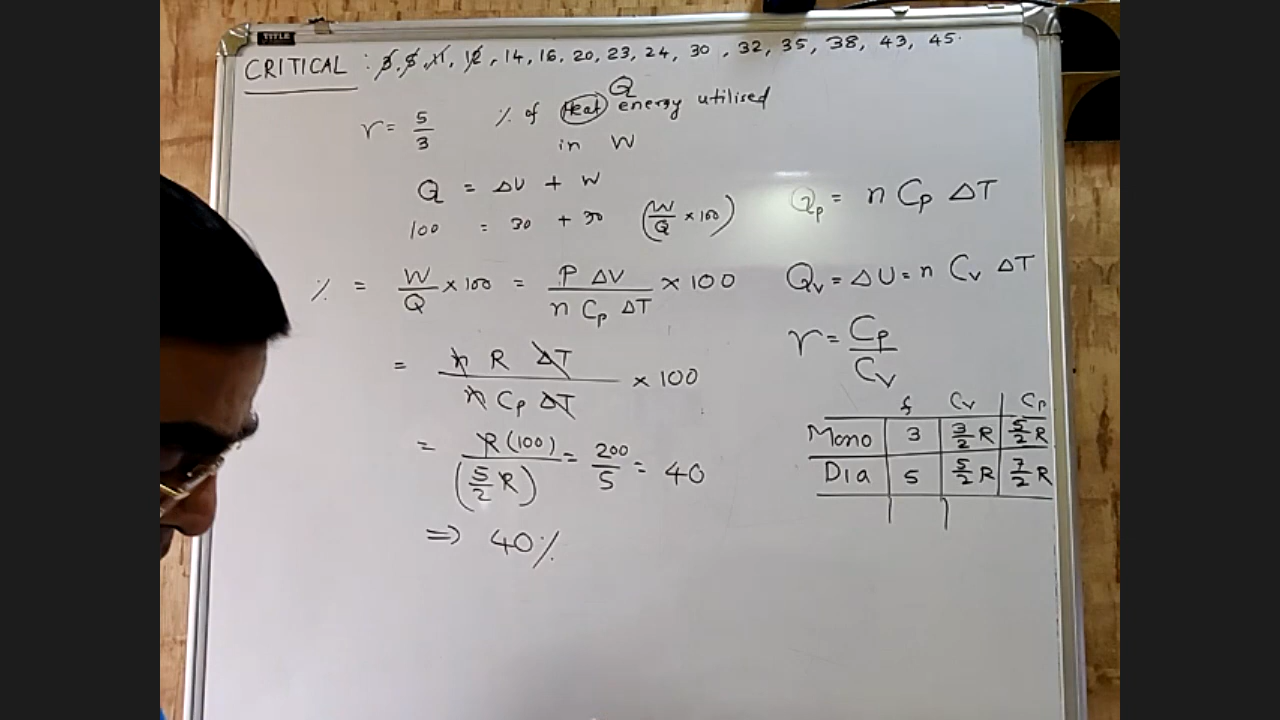 TITLE
CRITICAL : 3, 5, 11, 12, 14, 16, 20, 23, 24, 30, 32, 35, 38, 43, 45.
Q
r = 5/3 % of Heat energy utilised
in W
Q = ΔU + W
100 = 30 + 30 (W/Q × 100)
% = W/Q × 100 = P ΔV / n Cp ΔT × 100
= n R ΔT / n Cp ΔT × 100
= R (100) / (5/2 R) = 200/5 = 40
⇒ 40%
Qp = n Cp ΔT
Qv = ΔU = n Cv ΔT
r = Cp/Cv
f Cv Cp
Mono 3 3/2 R 5/2 R
Dia 5 5/2 R 7/2 R